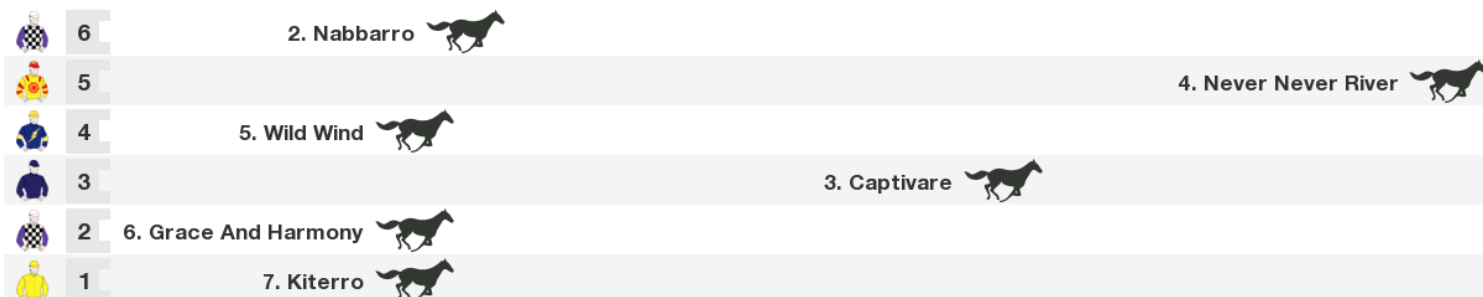 6 2. Nabbarro
5 4. Never Never River
4 5. Wild Wind
3 3. Captivare
2 6. Grace And Harmony
1 7. Kiterro